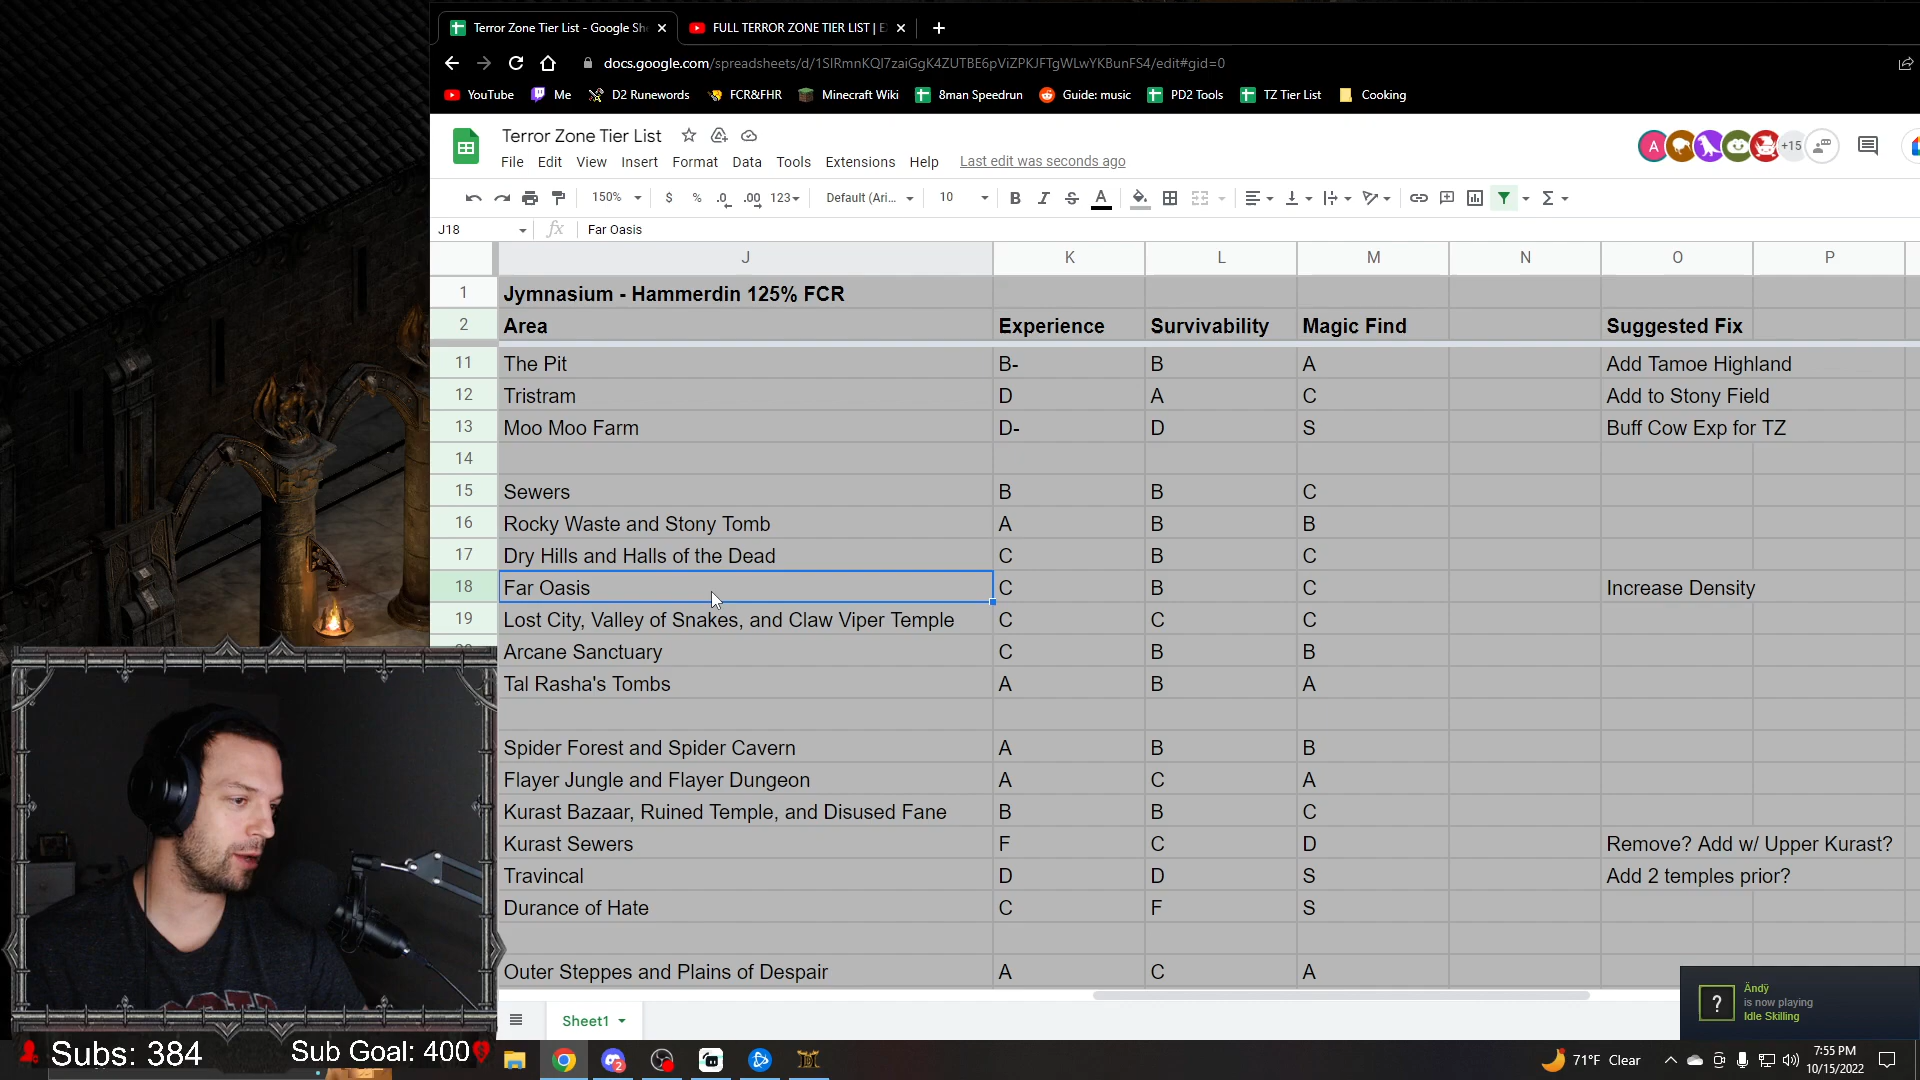 Terror Zone Tier List - Google She
FULL TERROR ZONE TIER LIST | E
docs.google.com/spreadsheets/d/1SlRmnKQl7zaiGgK4ZUTBE6pViZPKJFTgWLwYKBunFS4/edit#gid=0
YouTube Me D2 Runewords FCR&FHR Minecraft Wiki 8man Speedrun Guide: music PD2 Tools TZ Tier List Cooking
Terror Zone Tier List
A +15
File Edit View Insert Format Data Tools Extensions Help Last edit was seconds ago
150% $ % .0 .00 123 Default (Ari... 10 B I S A
J18 fx Far Oasis
J K L M N O P
1 Jymnasium - Hammerdin 125% FCR
2 Area Experience Survivability Magic Find Suggested Fix
11 The Pit B- B A Add Tamoe Highland
12 Tristram D A C Add to Stony Field
13 Moo Moo Farm D- D S Buff Cow Exp for TZ
14
15 Sewers B B C
16 Rocky Waste and Stony Tomb A B B
17 Dry Hills and Halls of the Dead C B C
18 Far Oasis C B C Increase Density
19 Lost City, Valley of Snakes, and Claw Viper Temple C C C
Arcane Sanctuary C B B
Tal Rasha's Tombs A B A
Spider Forest and Spider Cavern A B B
Flayer Jungle and Flayer Dungeon A C A
Kurast Bazaar, Ruined Temple, and Disused Fane B B C
Kurast Sewers F C D Remove? Add w/ Upper Kurast?
Travincal D D S Add 2 temples prior?
Durance of Hate C F S
Outer Steppes and Plains of Despair A C A
Ändÿ
is now playing
Idle Skilling
Sheet1
Subs: 384 Sub Goal: 400
2
71°F Clear
7:55 PM
10/15/2022